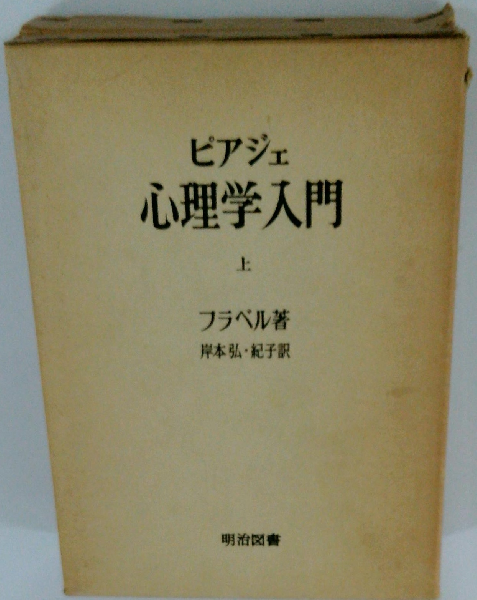 ピアジェ
心理学入門
上
フラベル著
岸本弘・紀子訳
明治図書